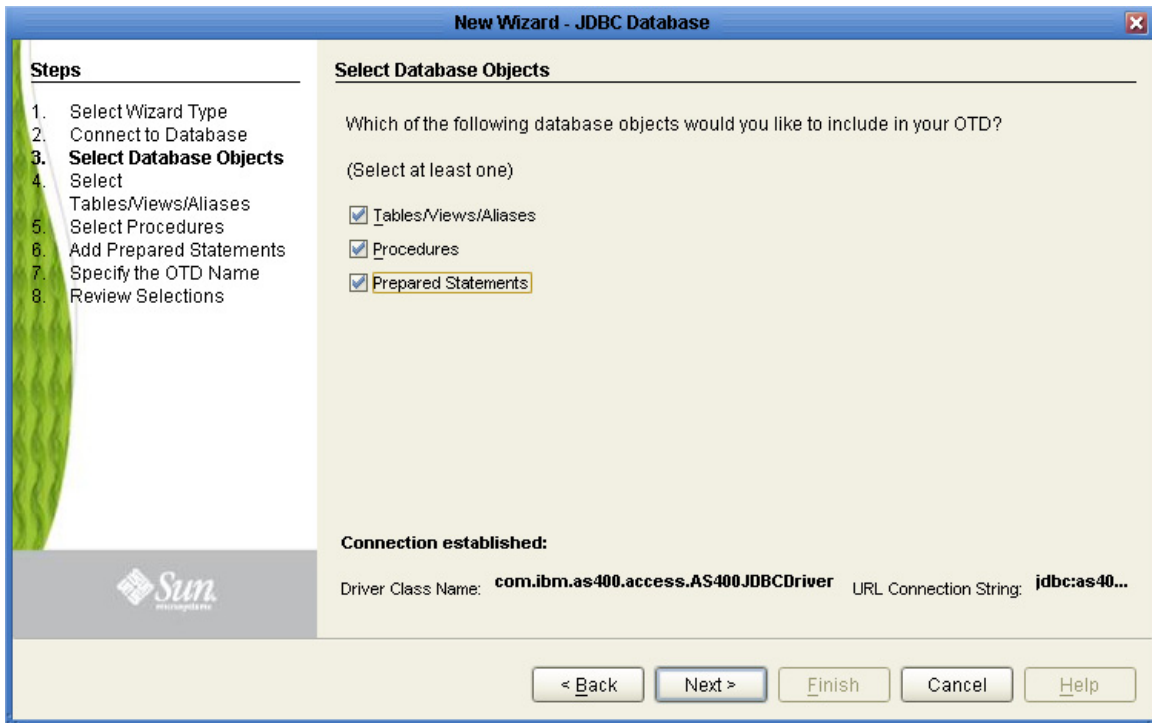 New Wizard - JDBC Database
Steps
1. Select Wizard Type
2. Connect to Database
3. Select Database Objects
4. Select
Tables/Views/Aliases
5. Select Procedures
6. Add Prepared Statements
7. Specify the OTD Name
8. Review Selections
Select Database Objects
Which of the following database objects would you like to include in your OTD?
(Select at least one)
Tables/Views/Aliases
Procedures
Prepared Statements
Connection established:
Driver Class Name: com.ibm.as400.access.AS400JDBCDriver URL Connection String: jdbc:as40...
Sun
microsystems
< Back Next > Finish Cancel Help